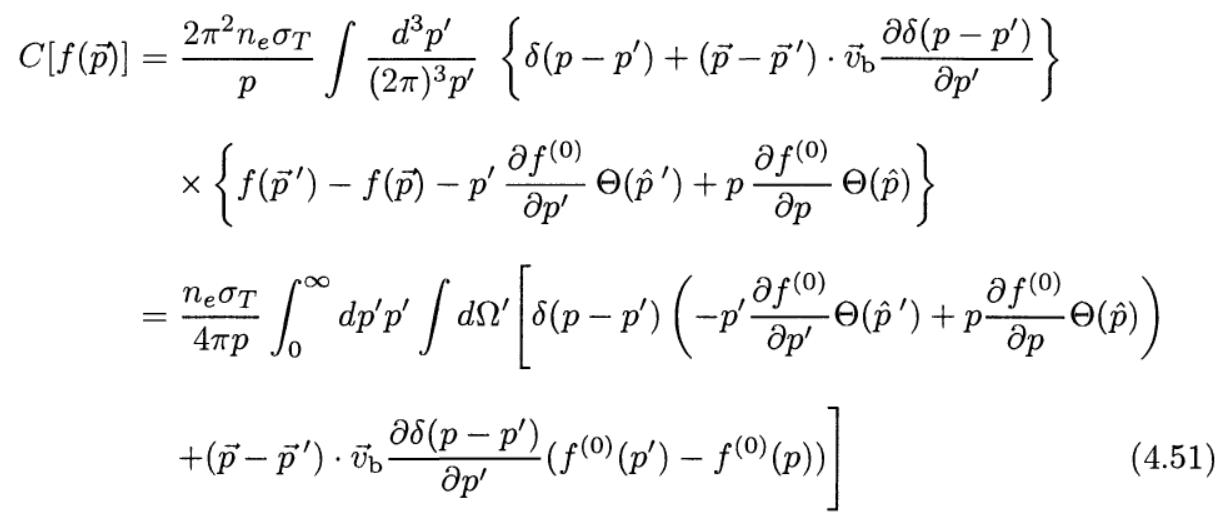 C[f(\vec{p})] = \frac{2\pi^2 n_e \sigma_T}{p} \int \frac{d^3p'}{(2\pi)^3 p'} \left\{ \delta(p - p') + (\vec{p} - \vec{p}\,') \cdot \vec{v}_b \frac{\partial \delta(p - p')}{\partial p'} \right\}
\times \left\{ f(\vec{p}\,') - f(\vec{p}) - p' \frac{\partial f^{(0)}}{\partial p'} \Theta(\hat{p}\,') + p \frac{\partial f^{(0)}}{\partial p} \Theta(\hat{p}) \right\}
= \frac{n_e \sigma_T}{4\pi p} \int_0^\infty dp' p' \int d\Omega' \left[ \delta(p - p') \left( -p' \frac{\partial f^{(0)}}{\partial p'} \Theta(\hat{p}\,') + p \frac{\partial f^{(0)}}{\partial p} \Theta(\hat{p}) \right) \right.
\left. + (\vec{p} - \vec{p}\,') \cdot \vec{v}_b \frac{\partial \delta(p - p')}{\partial p'} (f^{(0)}(p') - f^{(0)}(p)) \right] (4.51)